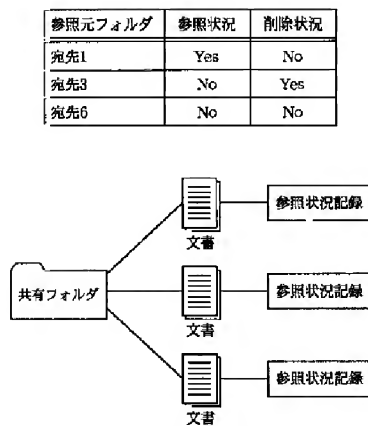 参照元フォルダ 参照状況 削除状況
宛先1 Yes No
宛先3 No Yes
宛先6 No No
参照状況記録
文書
共有フォルダ
参照状況記録
文書
参照状況記録
文書